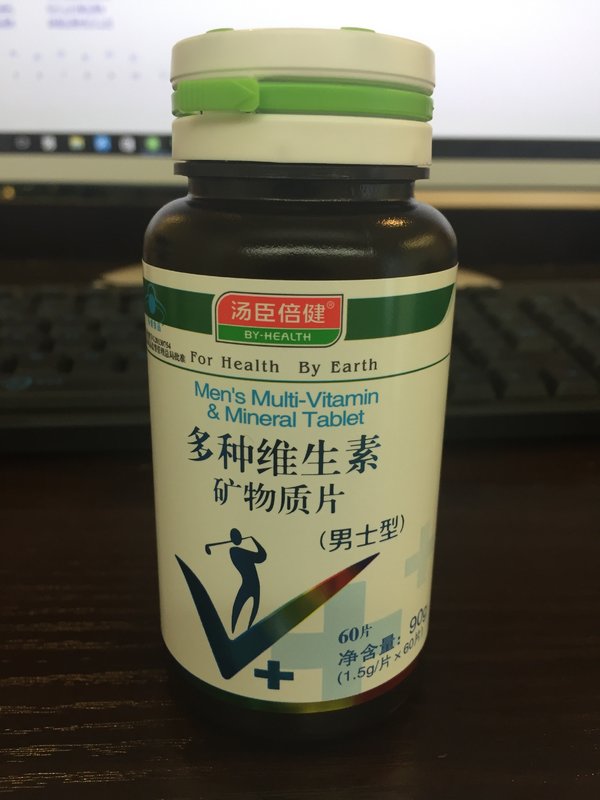 汤臣倍健®
BY-HEALTH
For Health By Earth
Men's Multi-Vitamin
& Mineral Tablet
多种维生素
矿物质片
(男士型)
60片
净含量: 90g
(1.5g/片×60片)